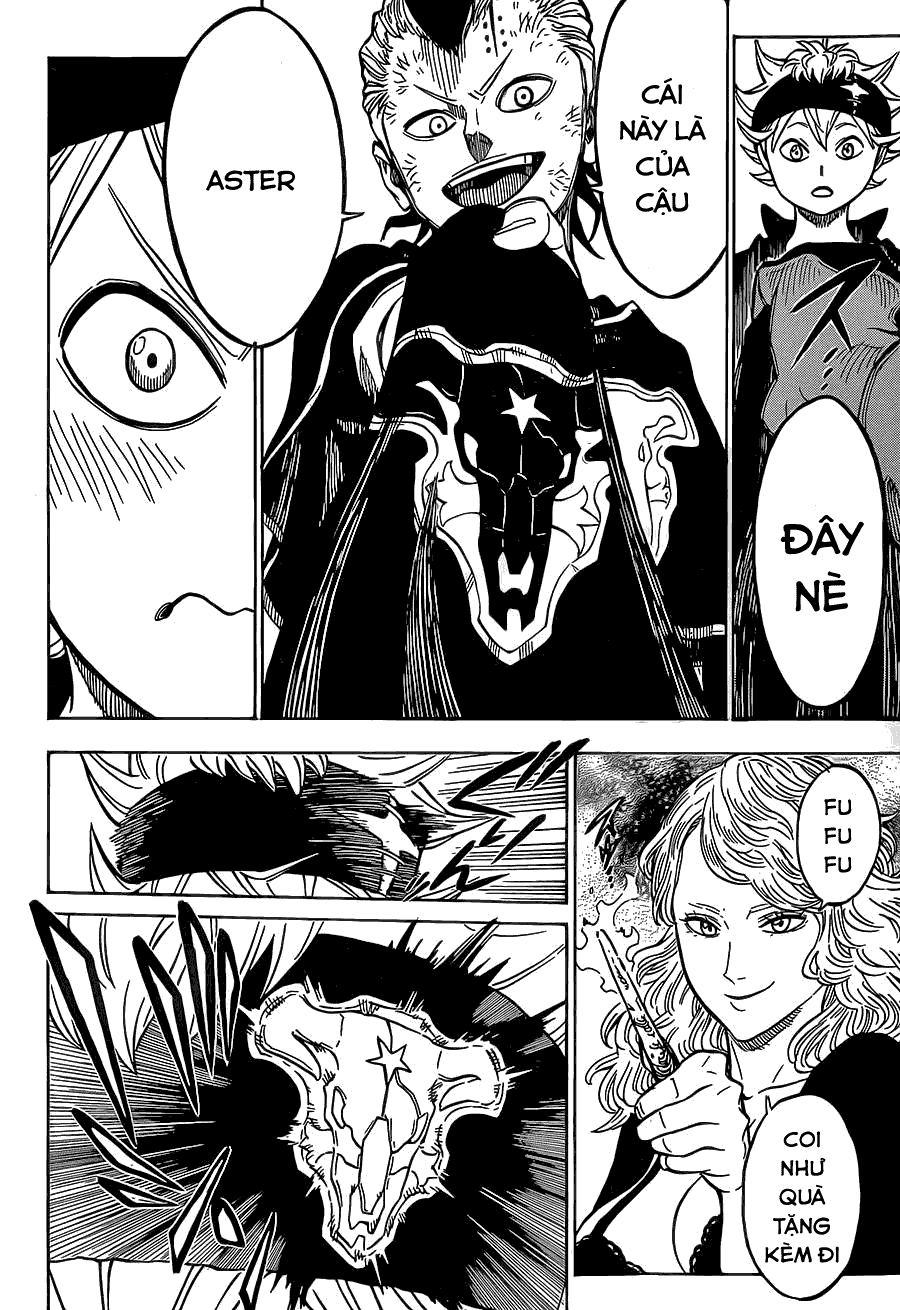 ĐÂY
NÈ
CÁI
NÀY LÀ
CỦA
CẬU
ASTER
FU
FU
FU
COI
NHƯ
QUÀ
TẶNG
KÈM ĐI